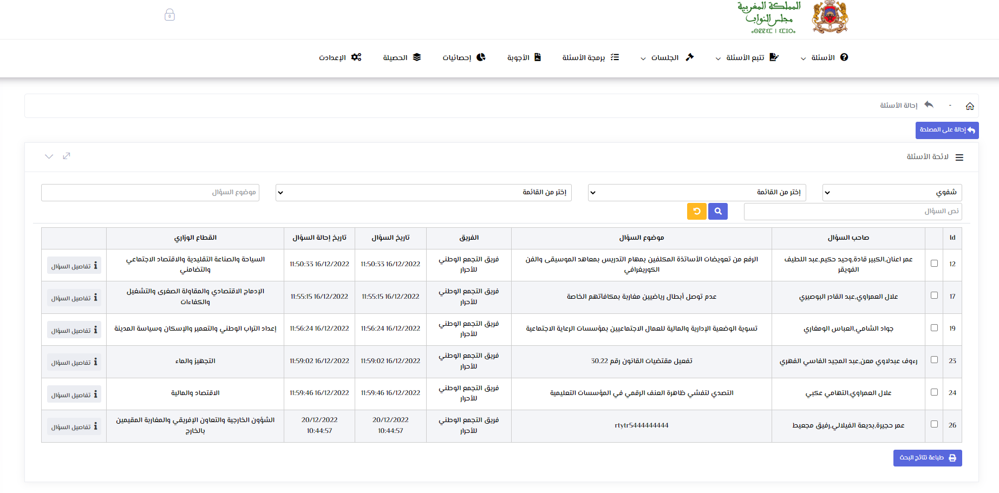 المملكة المغربية
مجلس النواب
0
الأسئلة
تتبع الأسئلة
الجلسات
برمجة الأسئلة
الأجوبة
إحصائيات
الحصيلة
الإعدادت
- إحالة الأسئلة
إحالة على المصلحة
لائحة الأسئلة
شفوي
إختر من القائمة
إختر من القائمة
موضوع السؤال
نص السؤال
Id صاحب السؤال موضوع السؤال الفريق تاريخ السؤال تاريخ إحالة السؤال القطاع الوزاري
12
عمر اعنان,الكبير قادة,وحيد حكيم,عبد اللطيف
الفويقر
الرفع من تعويضات الأساتذة المكلفين بمهام التدريس بمعاهد الموسيقى والفن
الكوريغرافي
فريق التجمع الوطني
للأحرار
16/12/2022 11:50:33
16/12/2022 11:50:33
السياحة والصناعة التقليدية والاقتصاد الاجتماعي
والتضامني
تفاصيل السؤال
17
علال العمراوي,عبد القادر البوصيري
عدم توصل أبطال رياضيين مغاربة بمكافآتهم الخاصة
فريق التجمع الوطني
للأحرار
16/12/2022 11:55:15
16/12/2022 11:55:15
الإدماج الاقتصادي والمقاولة الصغرى والتشغيل
والكفاءات
تفاصيل السؤال
19
جواد الشامي,العباس الومغاري
تسوية الوضعية الإدارية والمالية للعمال الاجتماعيين بمؤسسات الرعاية الاجتماعية
فريق التجمع الوطني
للأحرار
16/12/2022 11:56:24
16/12/2022 11:56:24
إعداد التراب الوطني والتعمير والإسكان وسياسة المدينة
تفاصيل السؤال
23
رءوف عبدلاوي معن,عبد المجيد الفاسي الفهري
تفعيل مقتضيات القانون رقم 30.22
فريق التجمع الوطني
للأحرار
16/12/2022 11:59:02
16/12/2022 11:59:02
التجهيز والماء
تفاصيل السؤال
24
علال العمراوي,التهامي عكبي
التصدي لتفشي ظاهرة العنف الرقمي في المؤسسات التعليمية
فريق التجمع الوطني
للأحرار
16/12/2022 11:59:46
16/12/2022 11:59:46
الاقتصاد والمالية
تفاصيل السؤال
26
عمر حجيرة,بديعة الفيلالي,رفيق مجعيط
rtytr5444444444
فريق التجمع الوطني
للأحرار
20/12/2022
10:44:57
20/12/2022
10:44:57
الشؤون الخارجية والتعاون الإفريقي والمغاربة المقيمين
بالخارج
تفاصيل السؤال
طباعة نتائج البحث